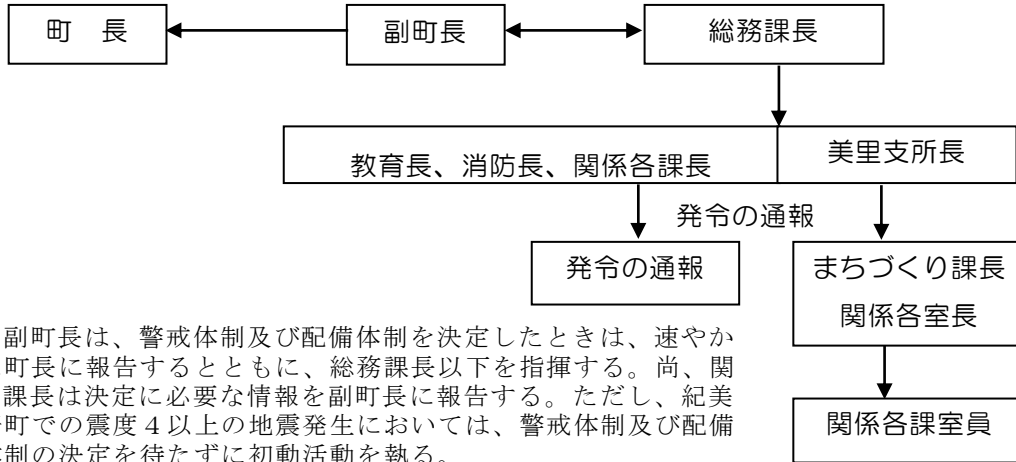 町　長
副町長
総務課長
教育長、消防長、関係各課長
美里支所長
発令の通報
発令の通報
まちづくり課長
関係各室長
副町長は、警戒体制及び配備体制を決定したときは、速やか
町長に報告するとともに、総務課長以下を指揮する。尚、関
課長は決定に必要な情報を副町長に報告する。ただし、紀美
町での震度４以上の地震発生においては、警戒体制及び配備
制の決定を待たずに初動活動を執る。
関係各課室員